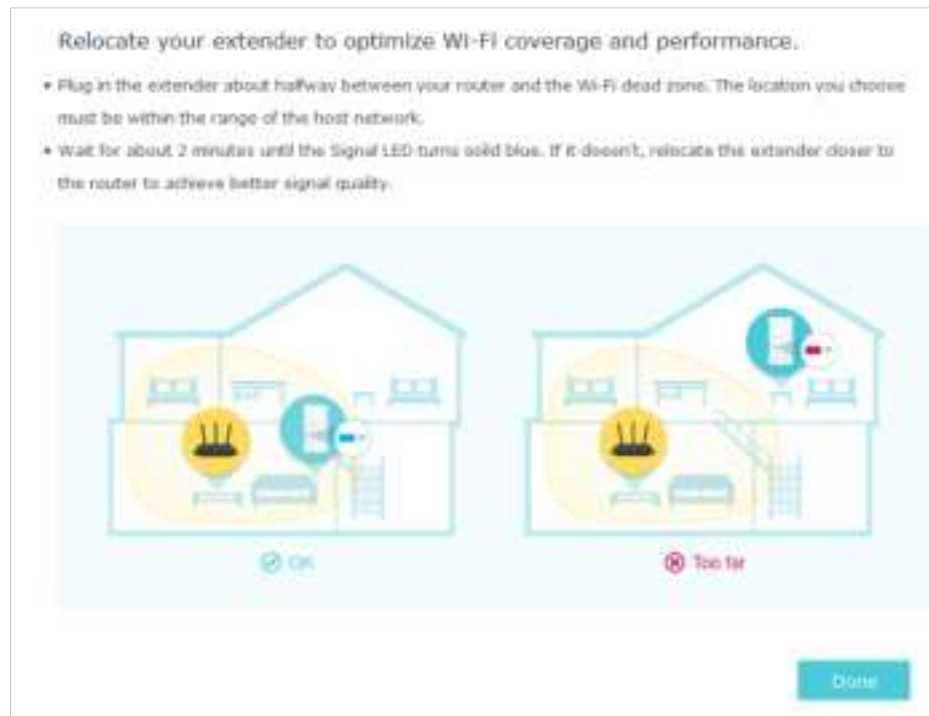 Relocate your extender to optimize Wi-Fi coverage and performance.
• Plug in the extender about halfway between your router and the Wi-Fi dead zone. The location you choose
must be within the range of the host network.
• Wait for about 2 minutes until the Signal LED turns solid blue. If it doesn't, relocate the extender closer to
the router to achieve better signal quality.
OK
Too far
Done